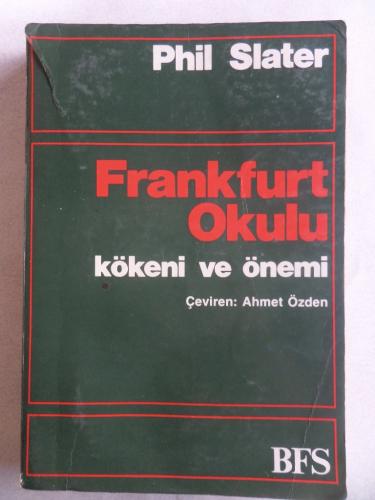 Phil Slater
Frankfurt
Okulu
kökeni ve önemi
Çeviren: Ahmet Özden
BFS